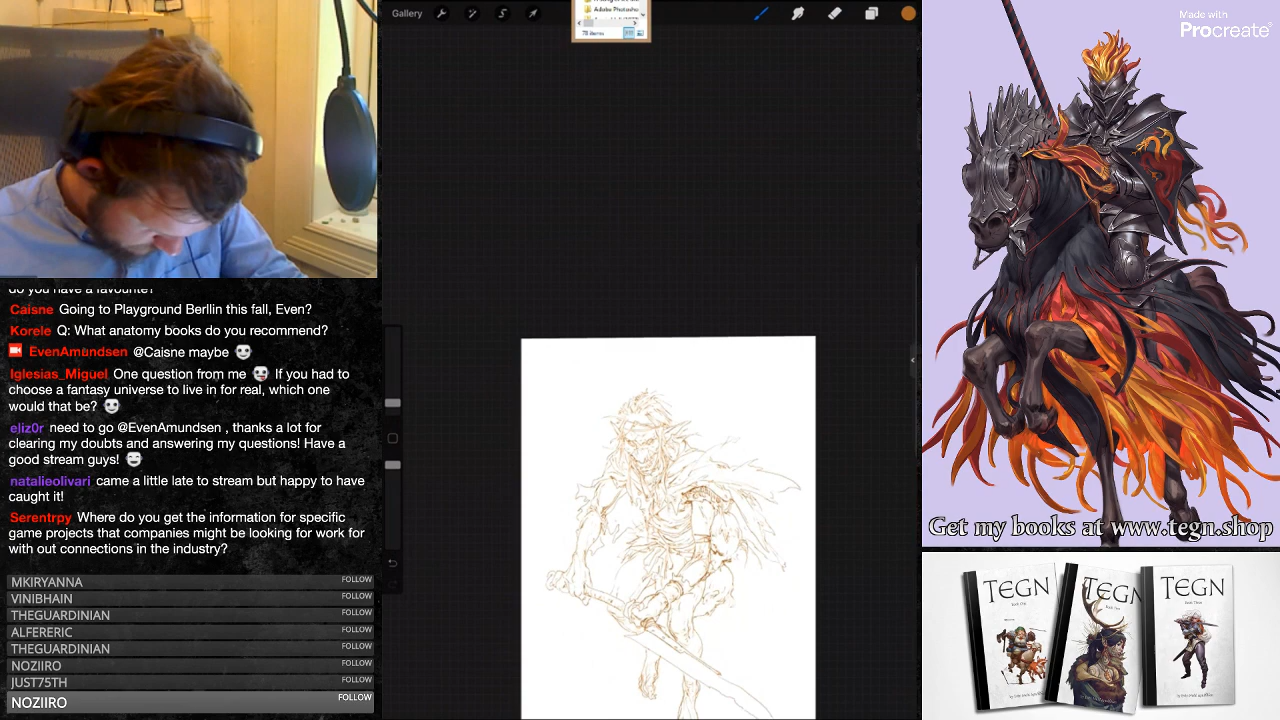 Gallery
Adobe Photosho
78 items
Made with
Procreate
do you have a favourite?
Caisne Going to Playground Berllin this fall, Even?
Korele Q: What anatomy books do you recommend?
EvenAmundsen @Caisne maybe
Iglesias_Miguel One question from me If you had to
choose a fantasy universe to live in for real, which one
would that be?
eliz0r need to go @EvenAmundsen , thanks a lot for
clearing my doubts and answering my questions! Have a
good stream guys!
natalieolivari came a little late to stream but happy to have
caught it!
Serentrpy Where do you get the information for specific
game projects that companies might be looking for work for
with out connections in the industry?
MKIRYANNA FOLLOW
VINIBHAIN FOLLOW
THEGUARDINIAN FOLLOW
ALFERERIC FOLLOW
THEGUARDINIAN FOLLOW
NOZIIRO FOLLOW
JUST75TH FOLLOW
NOZIIRO FOLLOW
Get my books at www.tegn.shop
TEGN
TEGN
TEGN